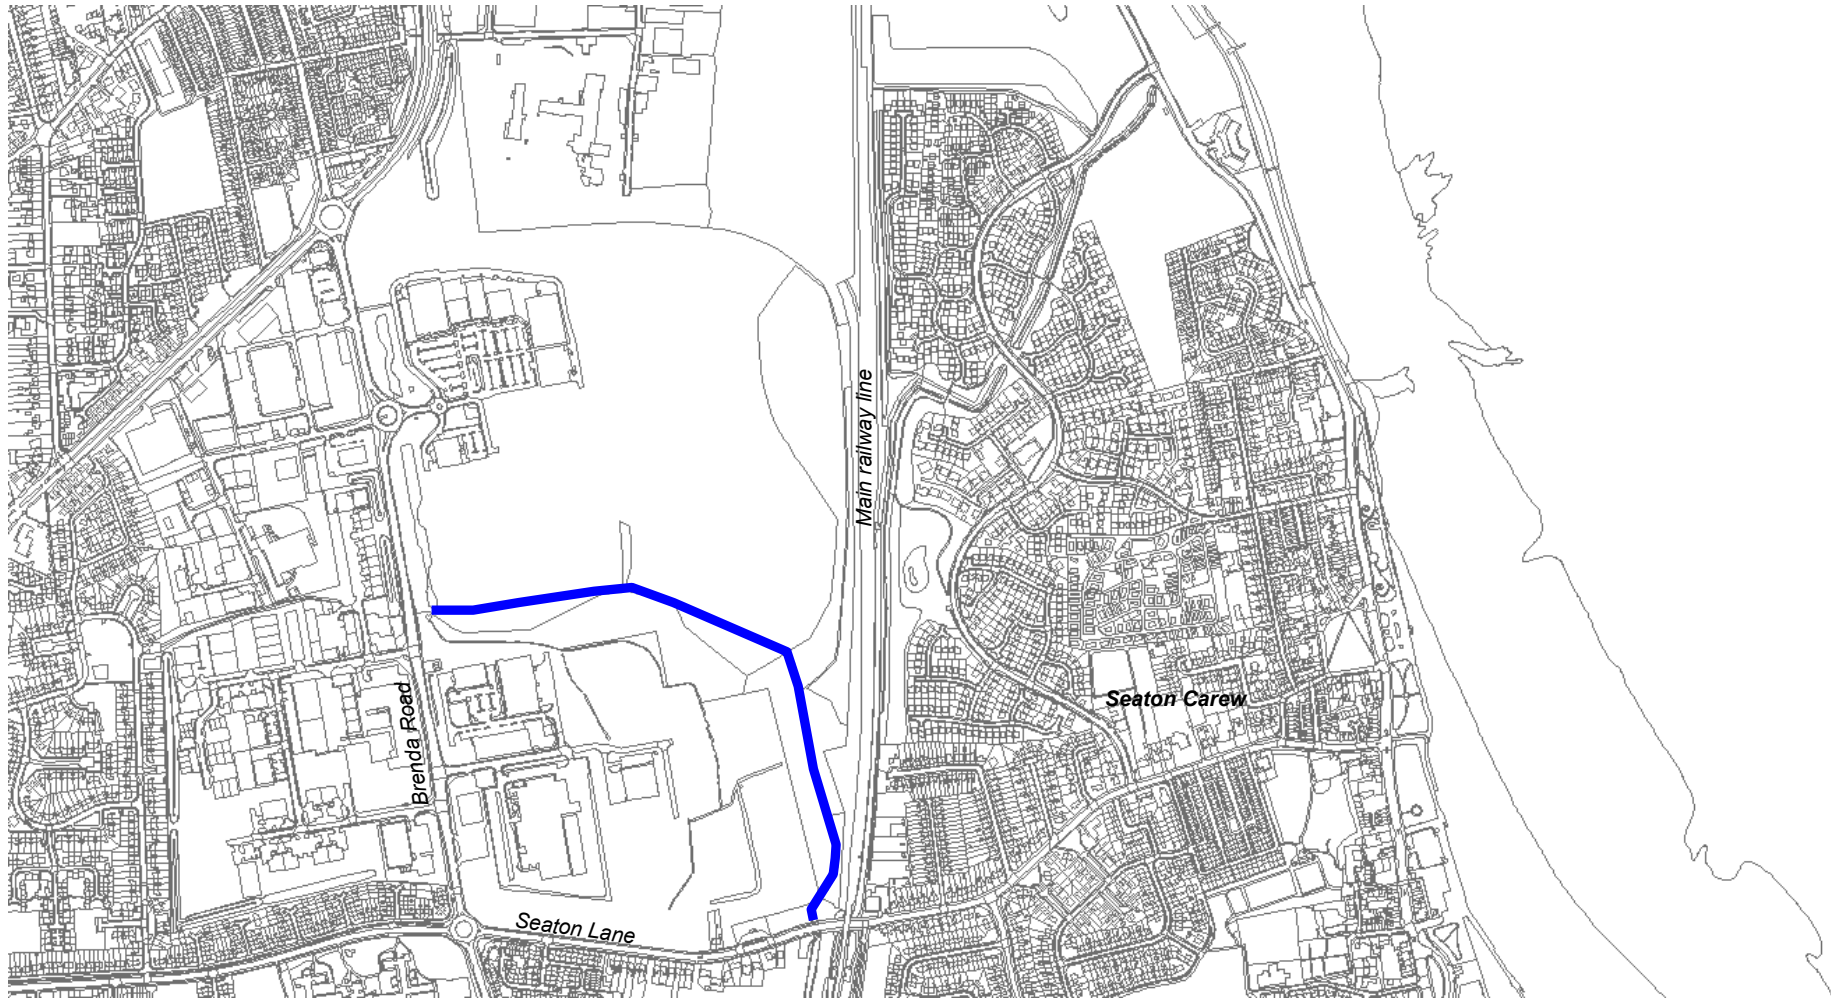 Main railway line
Seaton Carew
Brenda Road
Seaton Lane